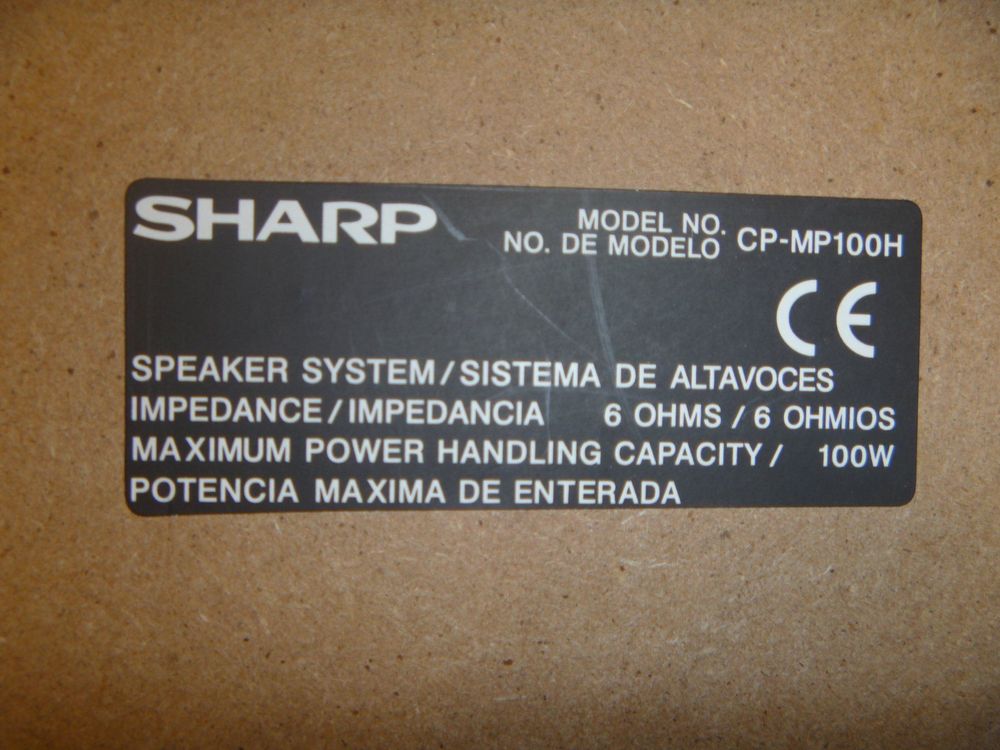 SHARP
MODEL NO.
NO. DE MODELO CP-MP100H
CE
SPEAKER SYSTEM/SISTEMA DE ALTAVOCES
IMPEDANCE/IMPEDANCIA 6 OHMS / 6 OHMIOS
MAXIMUM POWER HANDLING CAPACITY/ 100W
POTENCIA MAXIMA DE ENTERADA